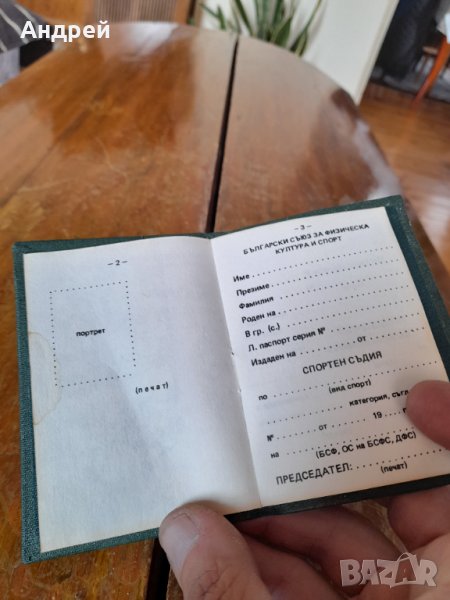 Андрей
– 2 –
портрет
(печат)
– 3 –
БЪЛГАРСКИ СЪЮЗ ЗА ФИЗИЧЕСКА
КУЛТУРА И СПОРТ
Име
Презиме
Фамилия
Роден на
В гр. (с.)
Л. паспорт серия №
Издаден на от
СПОРТЕН СЪДИЯ
по
(вид спорт)
категория, съгл.
№ от 19
на
(БСФ, ОС на БСФС, ДФС)
ПРЕДСЕДАТЕЛ:
(печат)
BAZAR